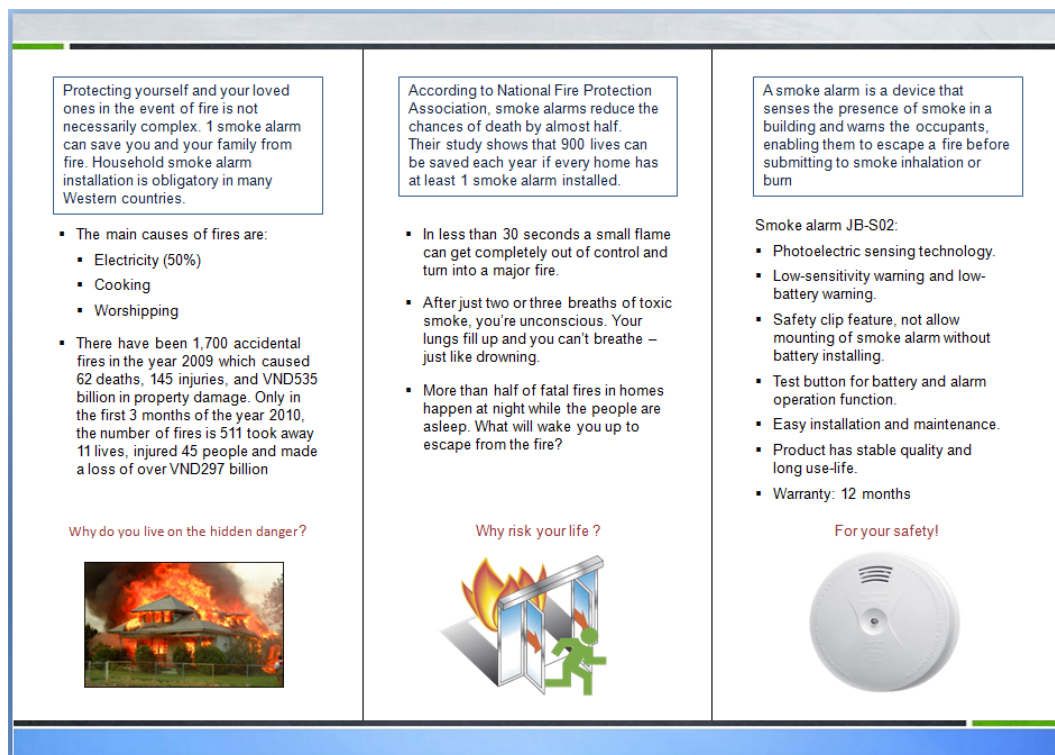 Protecting yourself and your loved
ones in the event of fire is not
necessarily complex. 1 smoke alarm
can save you and your family from
fire. Household smoke alarm
installation is obligatory in many
Western countries.
▪ The main causes of fires are:
▪ Electricity (50%)
▪ Cooking
▪ Worshipping
▪ There have been 1,700 accidental
fires in the year 2009 which caused
62 deaths, 145 injuries, and VND535
billion in property damage. Only in
the first 3 months of the year 2010,
the number of fires is 511 took away
11 lives, injured 45 people and made
a loss of over VND297 billion
Why do you live on the hidden danger?
According to National Fire Protection
Association, smoke alarms reduce the
chances of death by almost half.
Their study shows that 900 lives can
be saved each year if every home has
at least 1 smoke alarm installed.
▪ In less than 30 seconds a small flame
can get completely out of control and
turn into a major fire.
▪ After just two or three breaths of toxic
smoke, you're unconscious. Your
lungs fill up and you can't breathe –
just like drowning.
▪ More than half of fatal fires in homes
happen at night while the people are
asleep. What will wake you up to
escape from the fire?
Why risk your life ?
A smoke alarm is a device that
senses the presence of smoke in a
building and warns the occupants,
enabling them to escape a fire before
submitting to smoke inhalation or
burn
Smoke alarm JB-S02:
▪ Photoelectric sensing technology.
▪ Low-sensitivity warning and low-
battery warning.
▪ Safety clip feature, not allow
mounting of smoke alarm without
battery installing.
▪ Test button for battery and alarm
operation function.
▪ Easy installation and maintenance.
▪ Product has stable quality and
long use-life.
▪ Warranty: 12 months
For your safety!